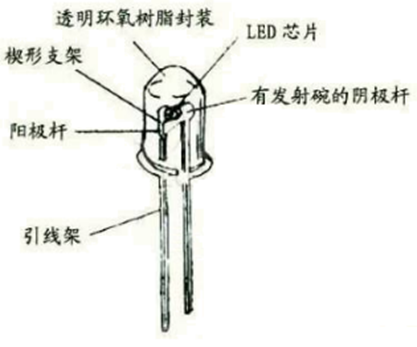 透明环氧树脂封装
LED 芯片
楔形支架
有发射碗的阴极杆
阳极杆
引线架